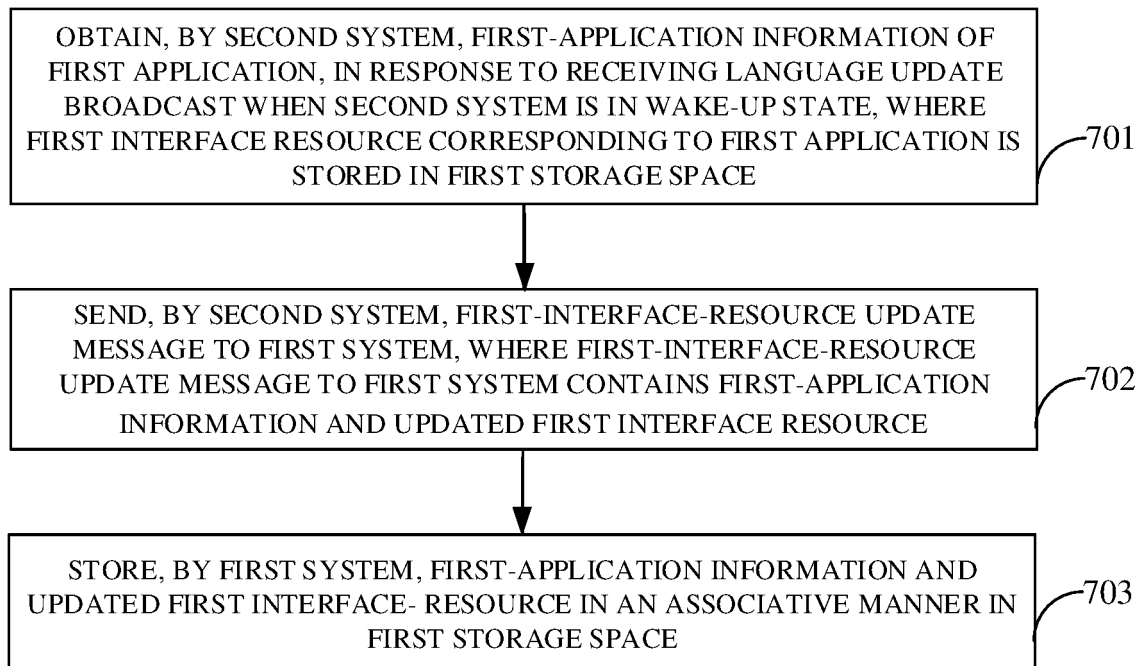 OBTAIN, BY SECOND SYSTEM, FIRST-APPLICATION INFORMATION OF
FIRST APPLICATION, IN RESPONSE TO RECEIVING LANGUAGE UPDATE
BROADCAST WHEN SECOND SYSTEM IS IN WAKE-UP STATE, WHERE
FIRST INTERFACE RESOURCE CORRESPONDING TO FIRST APPLICATION IS
STORED IN FIRST STORAGE SPACE
701
SEND, BY SECOND SYSTEM, FIRST-INTERFACE-RESOURCE UPDATE
MESSAGE TO FIRST SYSTEM, WHERE FIRST-INTERFACE-RESOURCE
UPDATE MESSAGE TO FIRST SYSTEM CONTAINS FIRST-APPLICATION
INFORMATION AND UPDATED FIRST INTERFACE RESOURCE
702
STORE, BY FIRST SYSTEM, FIRST-APPLICATION INFORMATION AND
UPDATED FIRST INTERFACE- RESOURCE IN AN ASSOCIATIVE MANNER IN
FIRST STORAGE SPACE
703